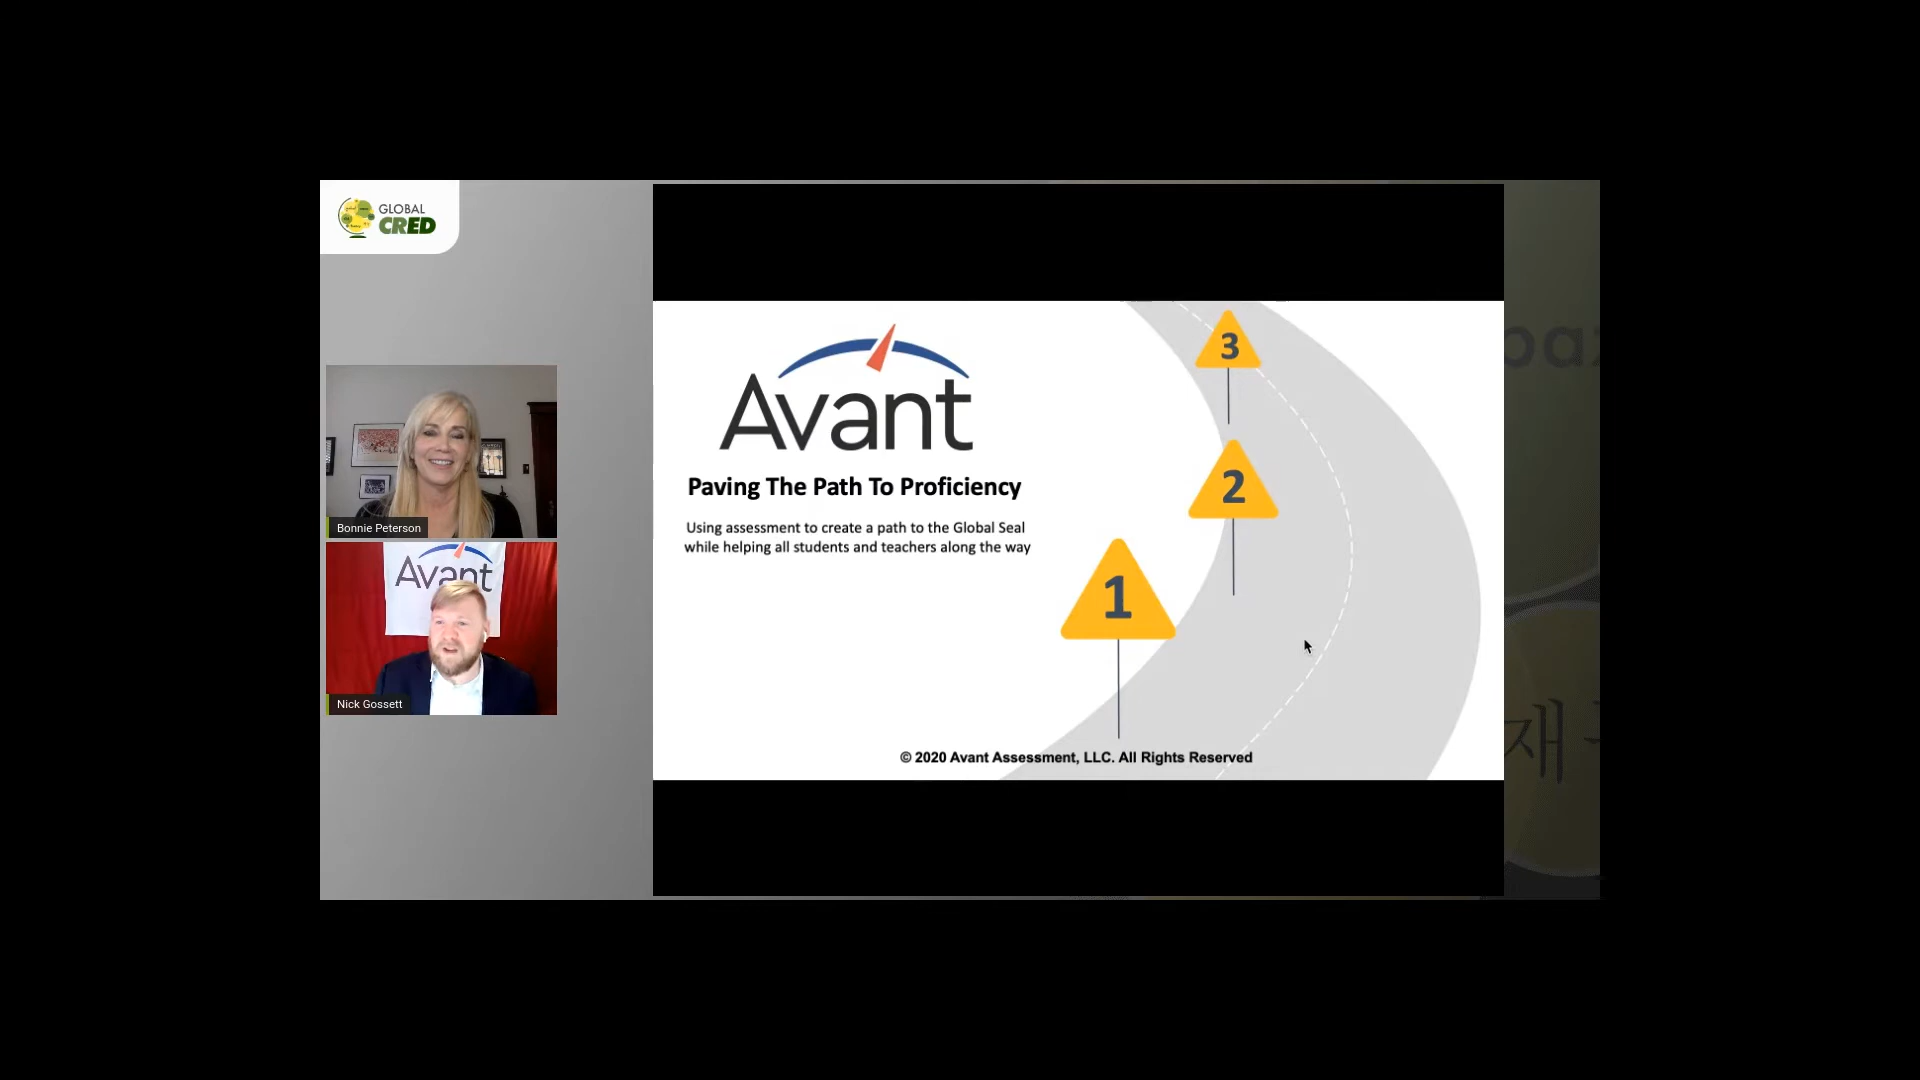 GLOBAL
CRED
Bonnie Peterson
Avant
Nick Gossett
Avant
Paving The Path To Proficiency
Using assessment to create a path to the Global Seal
while helping all students and teachers along the way
3
2
1
© 2020 Avant Assessment, LLC. All Rights Reserved
재